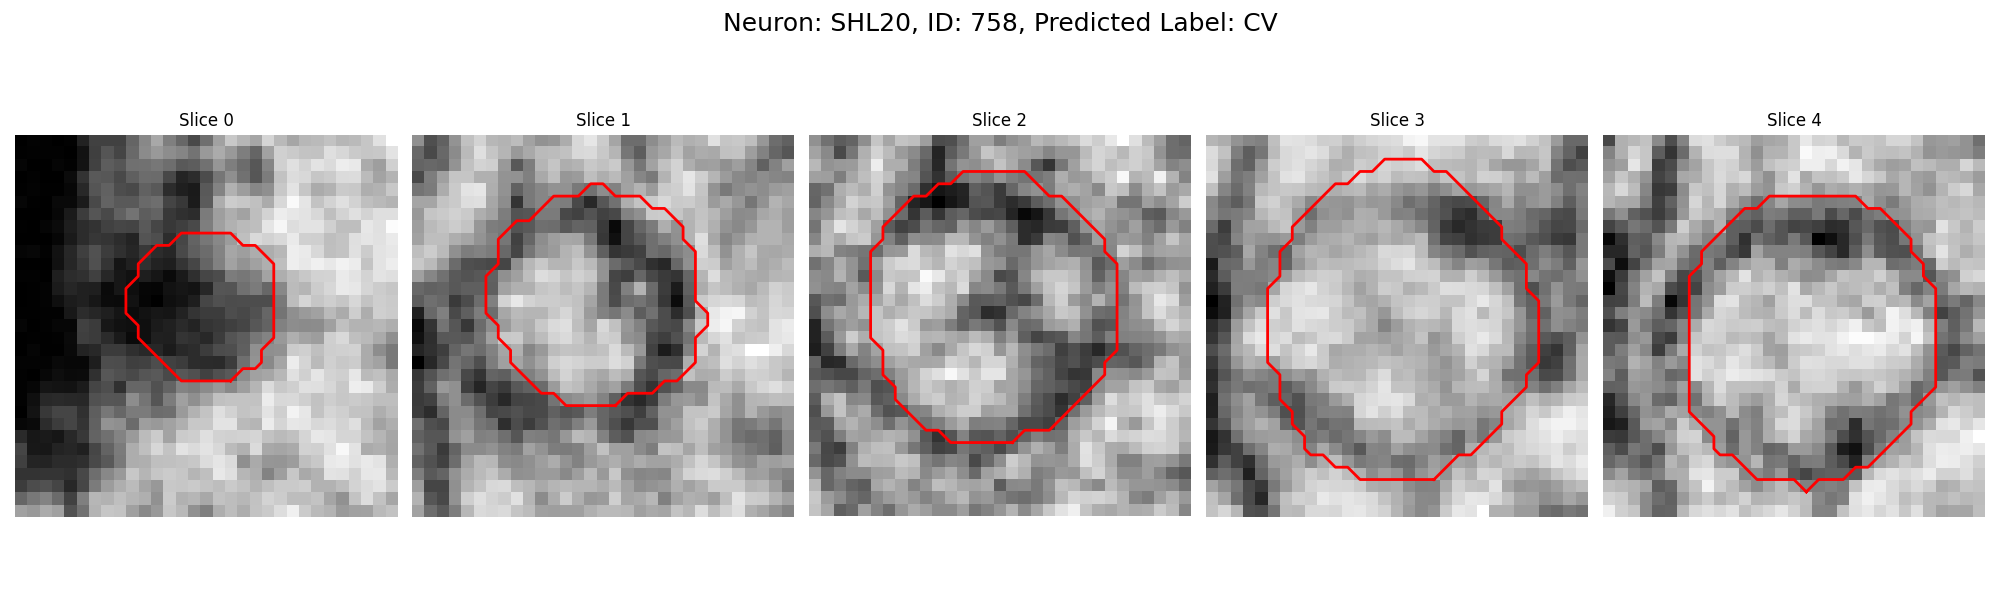 Neuron: SHL20, ID: 758, Predicted Label: CV
Slice 0
Slice 1
Slice 2
Slice 3
Slice 4